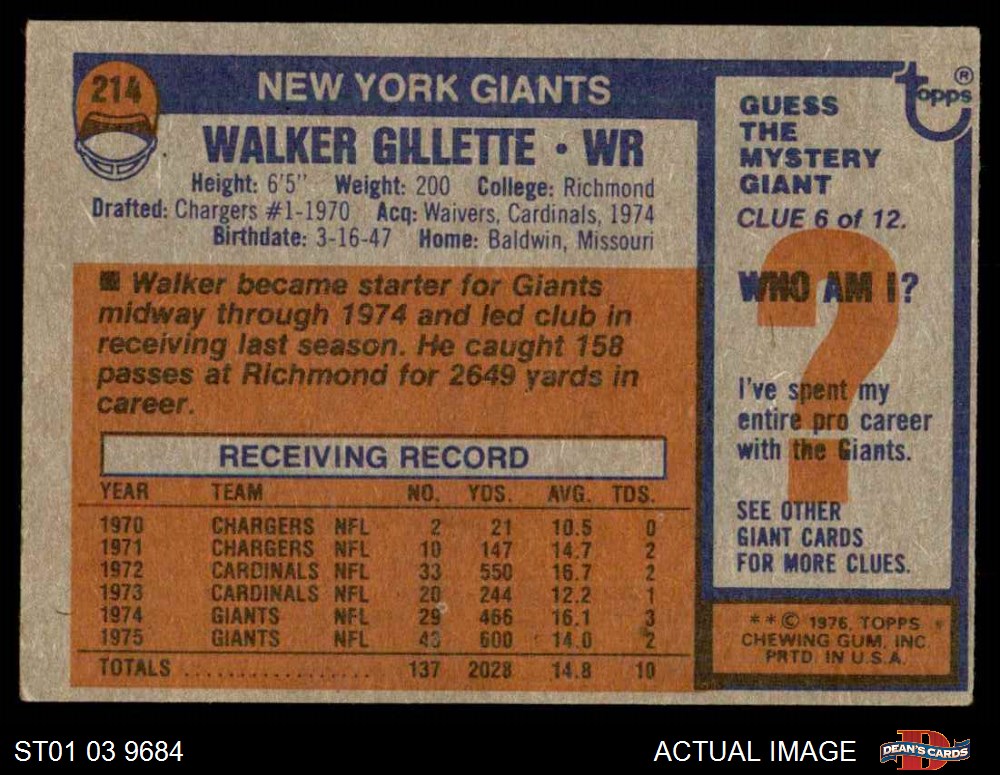 214
NEW YORK GIANTS
WALKER GILLETTE • WR
Height: 6'5" Weight: 200 College: Richmond
Drafted: Chargers #1-1970 Acq: Waivers, Cardinals, 1974
Birthdate: 3-16-47 Home: Baldwin, Missouri
■ Walker became starter for Giants
midway through 1974 and led club in
receiving last season. He caught 158
passes at Richmond for 2649 yards in
career.
RECEIVING RECORD
YEAR TEAM NO. YDS. AVG. TDS.
1970 CHARGERS NFL 2 21 10.5 0
1971 CHARGERS NFL 10 147 14.7 2
1972 CARDINALS NFL 33 550 16.7 2
1973 CARDINALS NFL 20 244 12.2 1
1974 GIANTS NFL 29 466 16.1 3
1975 GIANTS NFL 43 600 14.0 2
TOTALS .................. 137 2028 14.8 10
topps ®
GUESS
THE
MYSTERY
GIANT
CLUE 6 of 12.
WHO AM I?
?
I've spent my
entire pro career
with the Giants.
SEE OTHER
GIANT CARDS
FOR MORE CLUES.
* * © 1976, TOPPS
CHEWING GUM, INC.
PRTD. IN U.S.A.
ST01 03 9684
ACTUAL IMAGE
D
DEAN'S CARDS